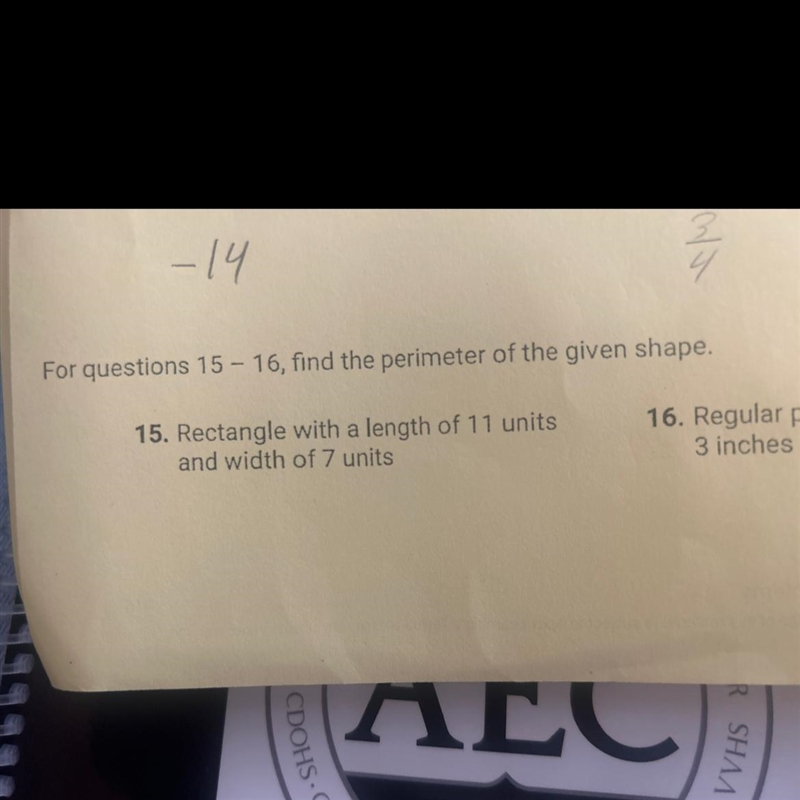 -14
3
4
For questions 15 – 16, find the perimeter of the given shape.
15. Rectangle with a length of 11 units
and width of 7 units
16. Regular
3 inches
AEC
CDOHS
SHAA